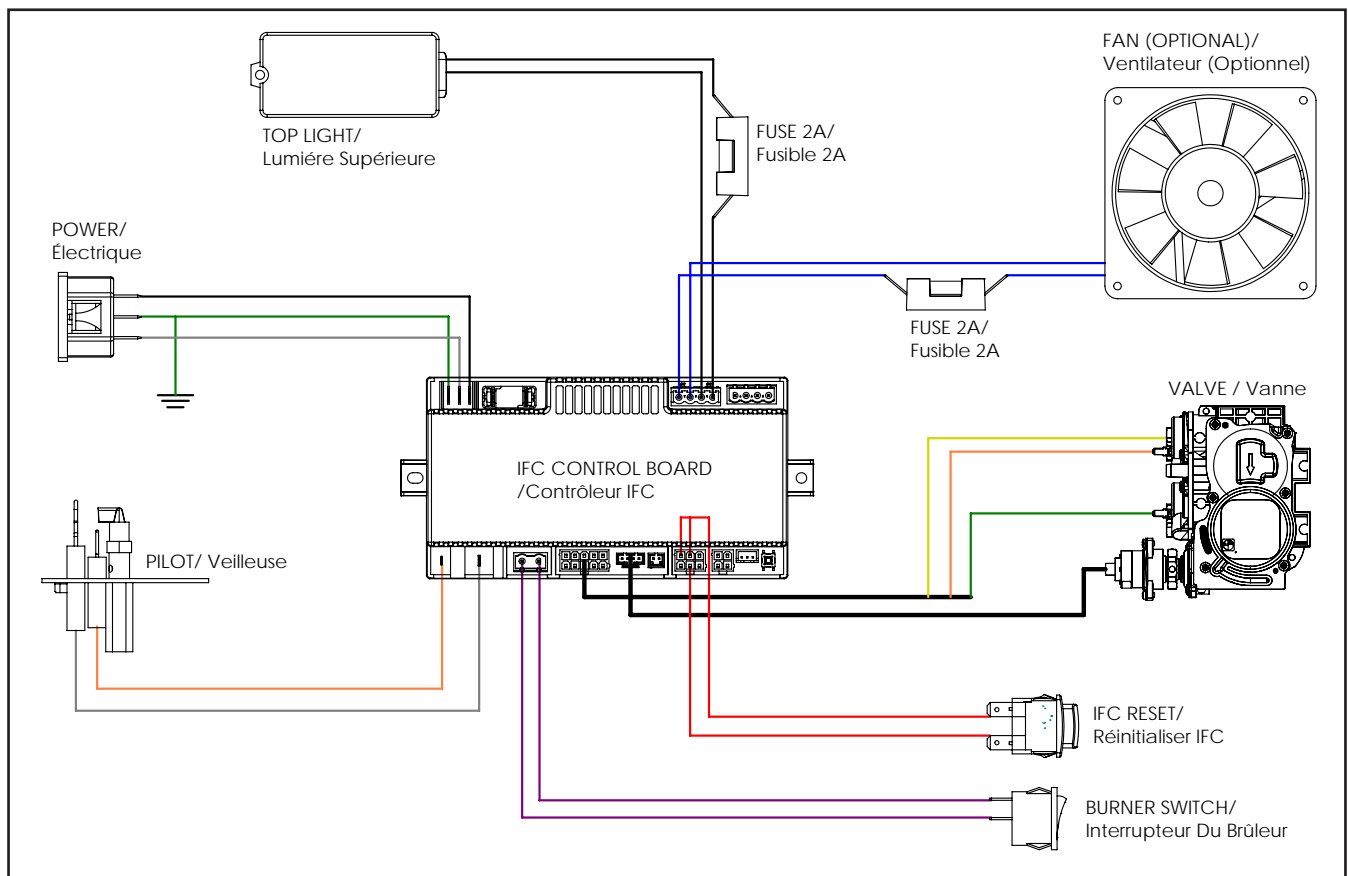 FAN (OPTIONAL)/
Ventilateur (Optionnel)
TOP LIGHT/
Lumiére Supérieure
FUSE 2A/
Fusible 2A
POWER/
Électrique
FUSE 2A/
Fusible 2A
VALVE / Vanne
IFC CONTROL BOARD
/Contrôleur IFC
PILOT/ Veilleuse
IFC RESET/
Réinitialiser IFC
BURNER SWITCH/
Interrupteur Du Brûleur